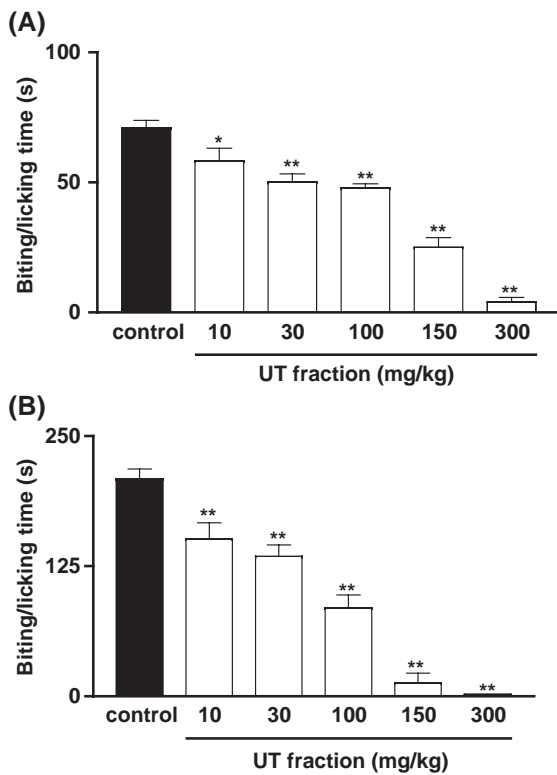 (A)
100
Biting/licking time (s)
50
0
* ** ** ** **
control 10 30 100 150 300
UT fraction (mg/kg)
(B)
250
Biting/licking time (s)
125
0
** ** ** ** **
control 10 30 100 150 300
UT fraction (mg/kg)